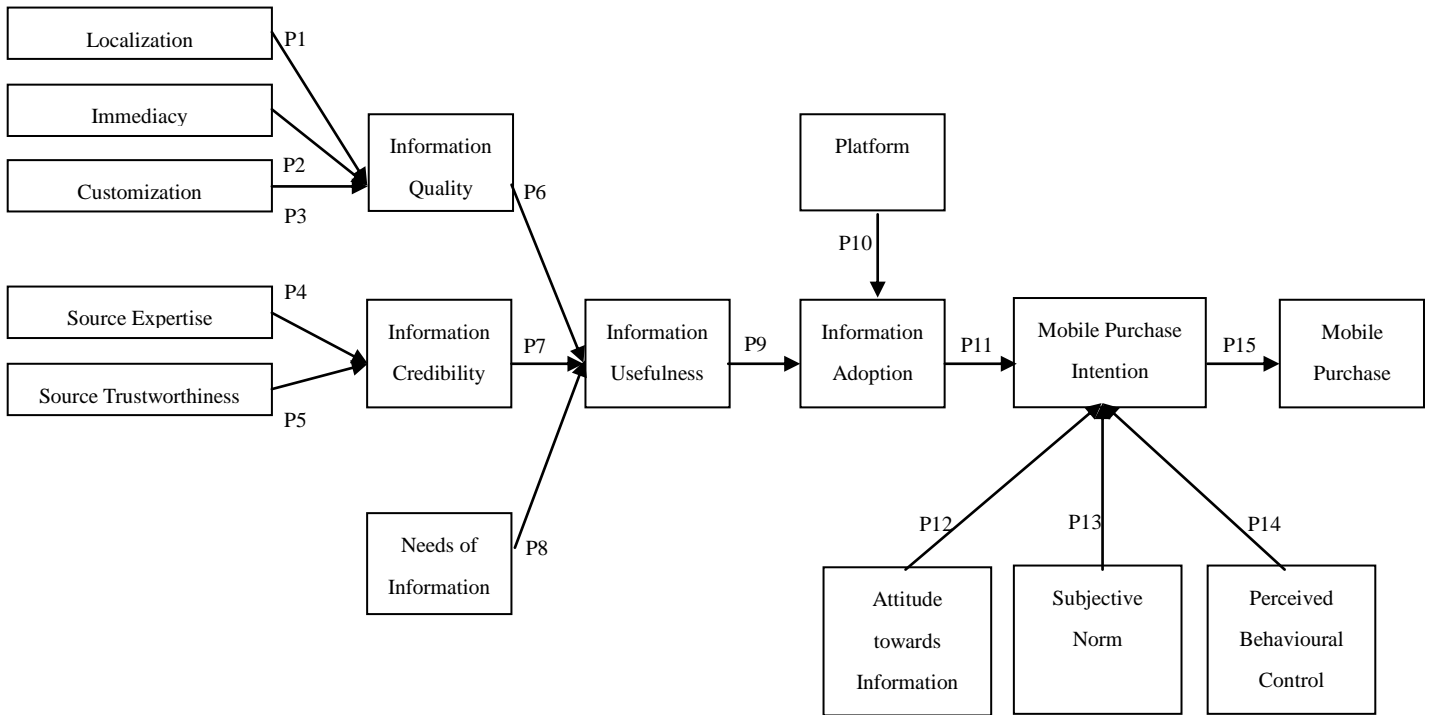 Localization
P1
Immediacy
P2
Customization
P3
Information
Quality
P6
Platform
P10
Source Expertise
P4
Source Trustworthiness
P5
Information
Credibility
P7
Information
Usefulness
P9
Information
Adoption
P11
Mobile Purchase
Intention
P15
Mobile
Purchase
Needs of
Information
P8
P12
P13
P14
Attitude
towards
Information
Subjective
Norm
Perceived
Behavioural
Control